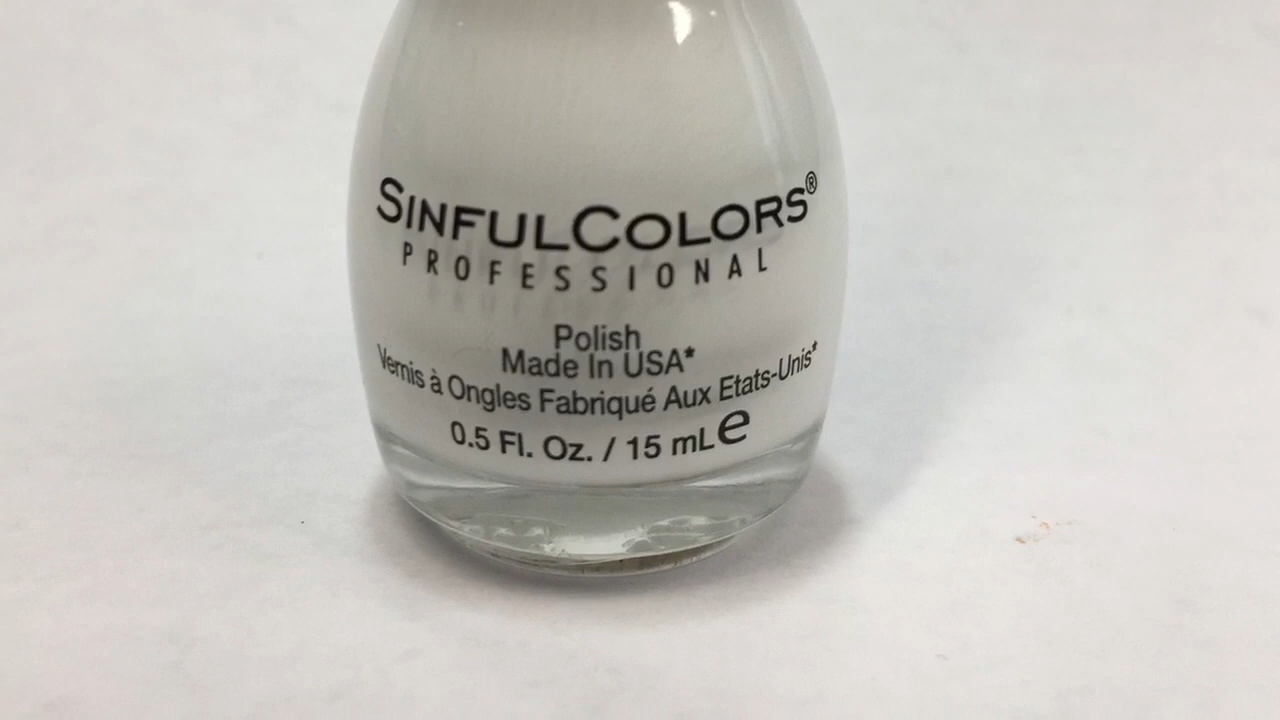 SINFULCOLORS®
PROFESSIONAL
Polish
Made In USA*
Vernis à Ongles Fabriqué Aux Etats-Unis*
0.5 Fl. Oz. / 15 mL e